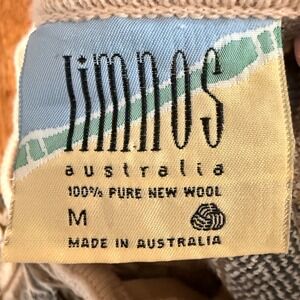 limnos
australia
100% PURE NEW WOOL
M
MADE IN AUSTRALIA